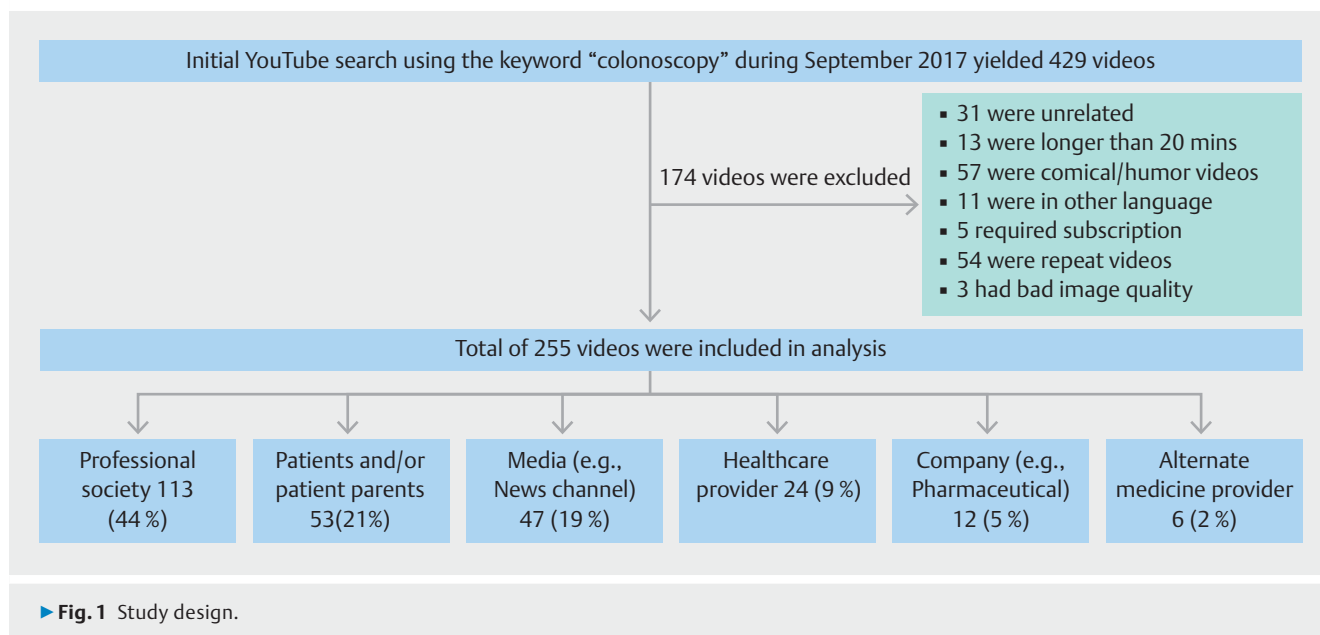 Initial YouTube search using the keyword “colonoscopy” during September 2017 yielded 429 videos
174 videos were excluded
▪ 31 were unrelated
▪ 13 were longer than 20 mins
▪ 57 were comical/humor videos
▪ 11 were in other language
▪ 5 required subscription
▪ 54 were repeat videos
▪ 3 had bad image quality
Total of 255 videos were included in analysis
Professional
society 113
(44 %)
Patients and/or
patient parents
53(21%)
Media (e.g.,
News channel)
47 (19 %)
Healthcare
provider 24 (9 %)
Company (e.g.,
Pharmaceutical)
12 (5 %)
Alternate
medicine provider
6 (2 %)
▶ Fig. 1 Study design.